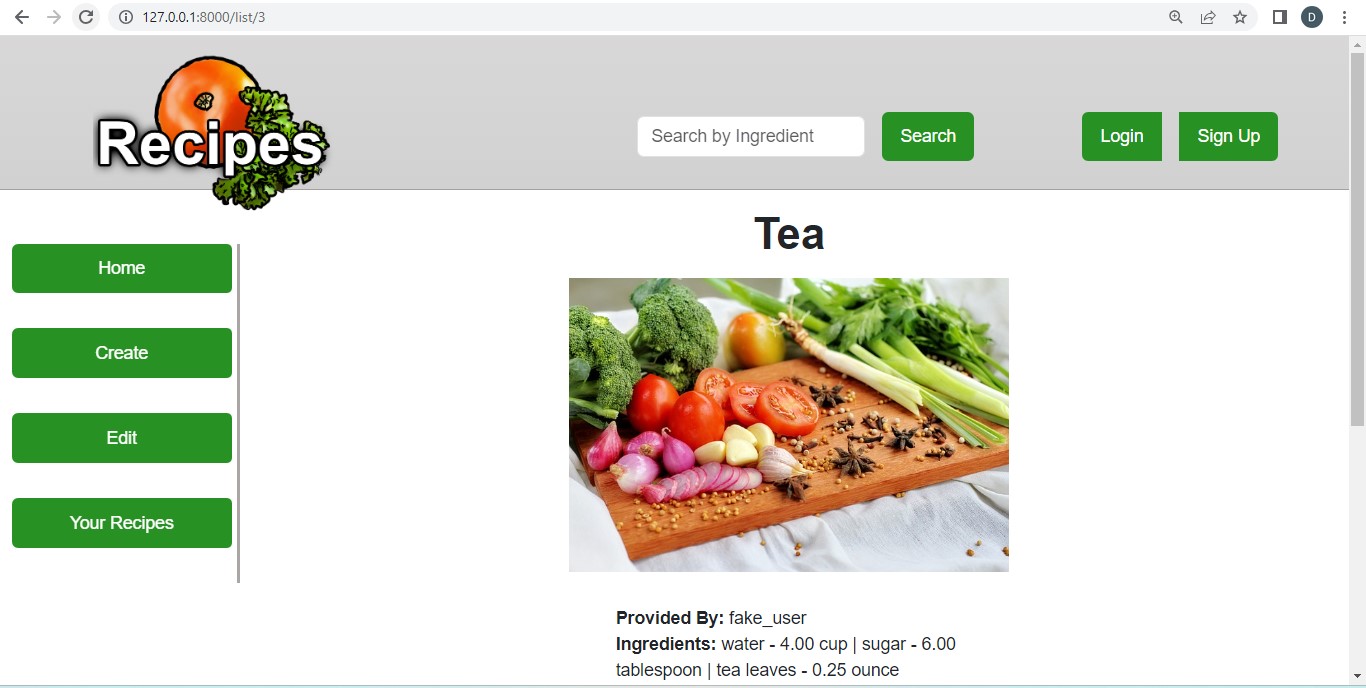 127.0.0.1:8000/list/3
D
Recipes
Search by Ingredient
Search
Login
Sign Up
Tea
Home
Create
Edit
Your Recipes
Provided By: fake_user
Ingredients: water - 4.00 cup | sugar - 6.00
tablespoon | tea leaves - 0.25 ounce